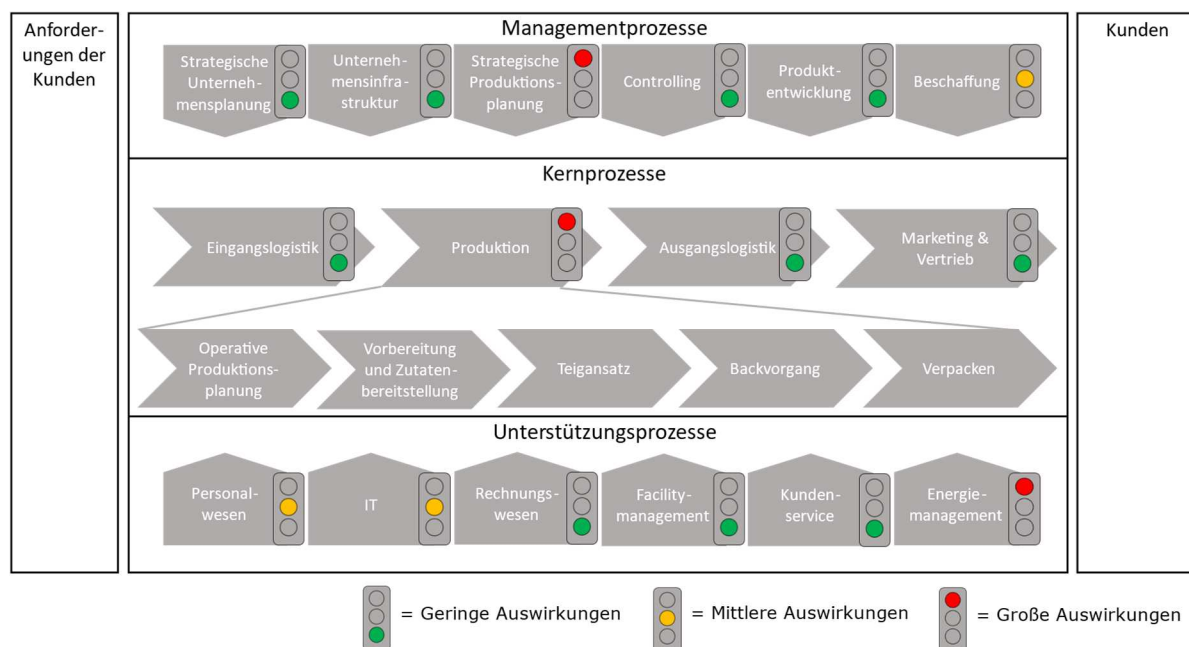 Anforder-
ungen der
Kunden
Managementprozesse
Strategische
Unterneh-
mensplanung
Unterneh-
mensinfra-
struktur
Strategische
Produktions-
planung
Controlling
Produkt-
entwicklung
Beschaffung
Kunden
Kernprozesse
Eingangslogistik
Produktion
Ausgangslogistik
Marketing &
Vertrieb
Operative
Produktions-
planung
Vorbereitung
und Zutaten-
bereitstellung
Teigansatz
Backvorgang
Verpacken
Unterstützungsprozesse
Personal-
wesen
IT
Rechnungs-
wesen
Facility-
management
Kunden-
service
Energie-
management
= Geringe Auswirkungen
= Mittlere Auswirkungen
= Große Auswirkungen